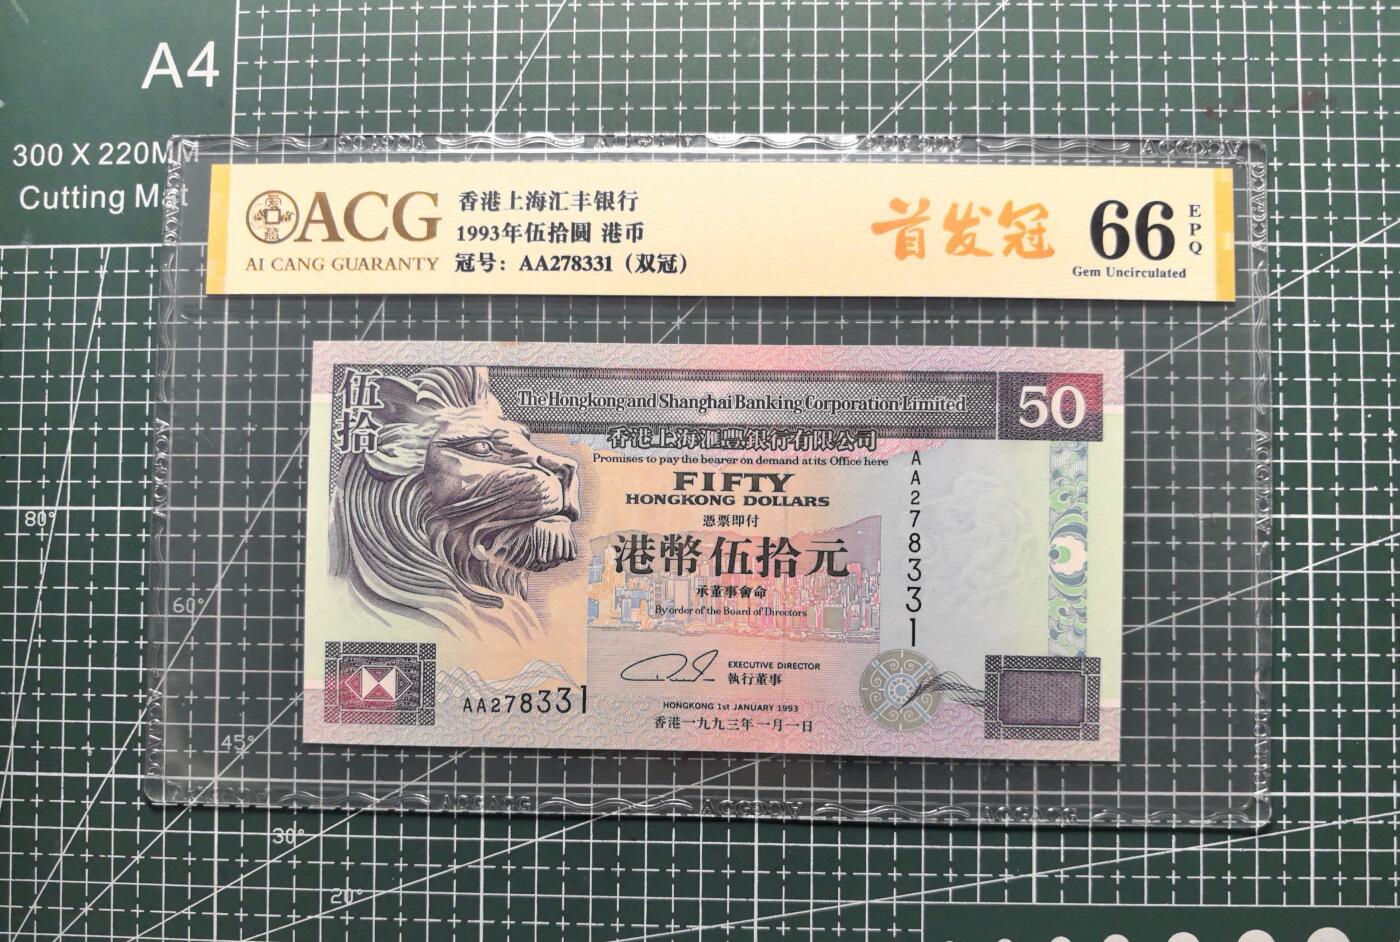 A4
300 X 220MM
Cutting Mat
ACG
AI CANG GUARANTY
香港上海汇丰银行
1993年伍拾圆 港币
冠号：AA278331（双冠）
首发冠
66
EPQ
Gem Uncirculated
伍拾
The Hongkong and Shanghai Banking Corporation Limited
50
香港上海滙豐銀行有限公司
Promises to pay the bearer on demand at its Office here
FIFTY
HONGKONG DOLLARS
憑票即付
港幣伍拾元
承董事會命
By order of the Board of Directors
AA278331
EXECUTIVE DIRECTOR
執行董事
AA278331
HONGKONG 1st JANUARY 1993
香港一九九三年一月一日
80°
60°
45°
30°
20°